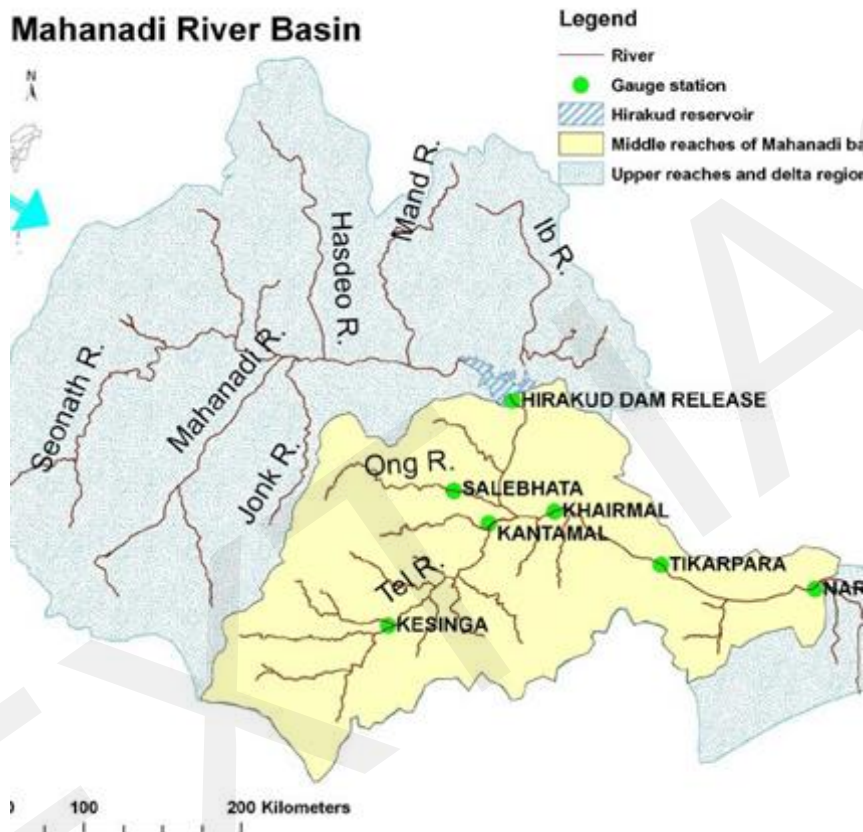 Mahanadi River Basin
Legend
River
Gauge station
Hirakud reservoir
Middle reaches of Mahanadi ba
Upper reaches and delta region
N
Mand R.
Ib R.
Hasdeo R.
Mahanadi R.
Seonath R.
Jonk R.
HIRAKUD DAM RELEASE
Ong R.
SALEBHATA
KHAIRMAL
KANTAMAL
TIKARPARA
Tel R.
NAR
KESINGA
0 100 200 Kilometers